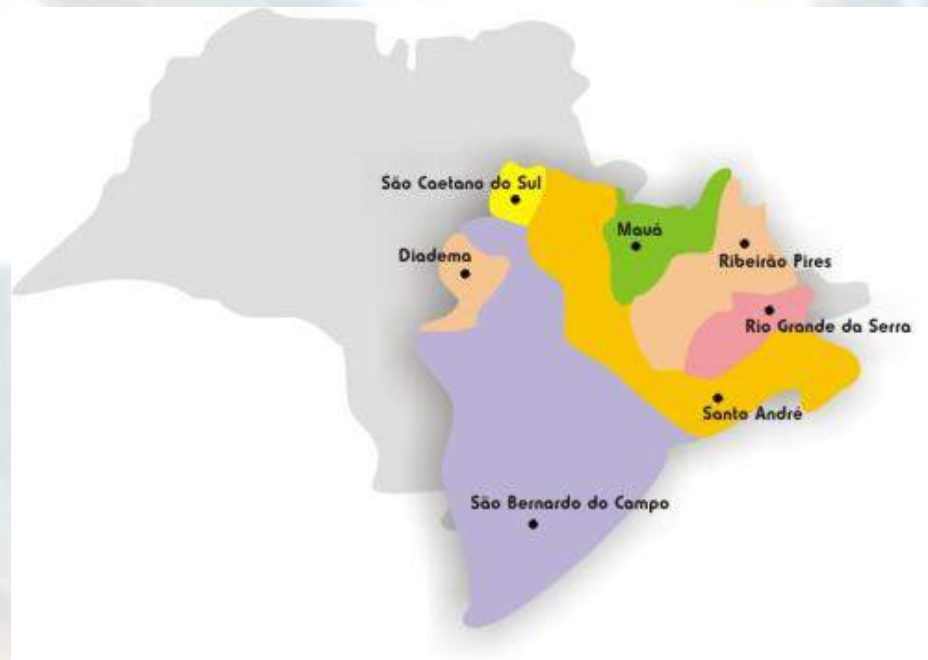 São Caetano do Sul
Mauá
Diadema
Ribeirão Pires
Rio Grande da Serra
Santo André
São Bernardo do Campo